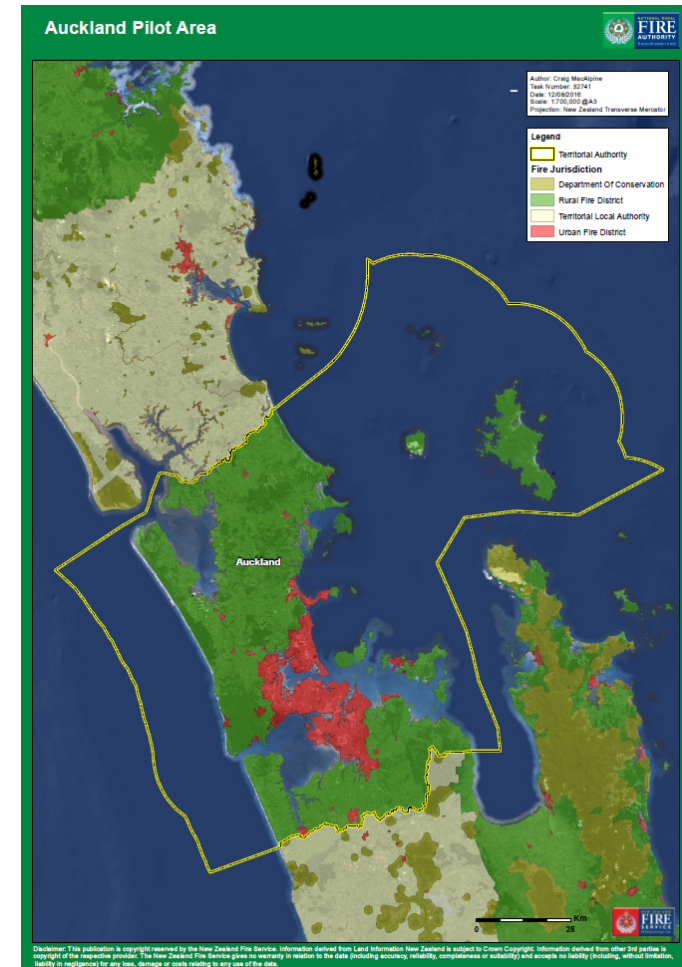 Auckland Pilot Area
NATIONAL RURAL
FIRE
AUTHORITY
Author: Craig MacAlpine
Task Number: 32741
Date: 12/08/2016
Scale: 1:700,000 @A3
Projection: New Zealand Transverse Mercator
Legend
Territorial Authority
Fire Jurisdiction
Department Of Conservation
Rural Fire District
Territorial Local Authority
Urban Fire District
Auckland
Km
0 28
NEW ZEALAND
FIRE
SERVICE
Disclaimer: This publication is copyright reserved by the New Zealand Fire Service. Information derived from Land Information New Zealand is subject to Crown Copyright. Information derived from other 3rd parties is
copyright of the respective provider. The New Zealand Fire Service gives no warranty in relation to the data (including accuracy, reliability, completeness or suitability) and accepts no liability (including, without limitation,
liability in negligence) for any loss, damage or costs relating to any use of the data.